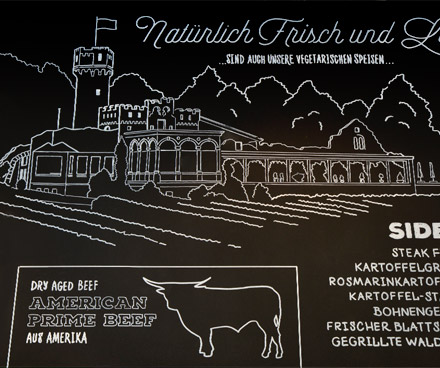 Natürlich Frisch und
...SIND AUCH UNSERE VEGETARISCHEN SPEISEN...
SIDE
STEAK F
KARTOFFELGR
ROSMARINKARTOF
KARTOFFEL-ST
BOHNENGE
FRISCHER BLATTS
GEGRILLTE WALD
DRY AGED BEEF
AMERICAN
PRIME BEEF
AUS AMERIKA